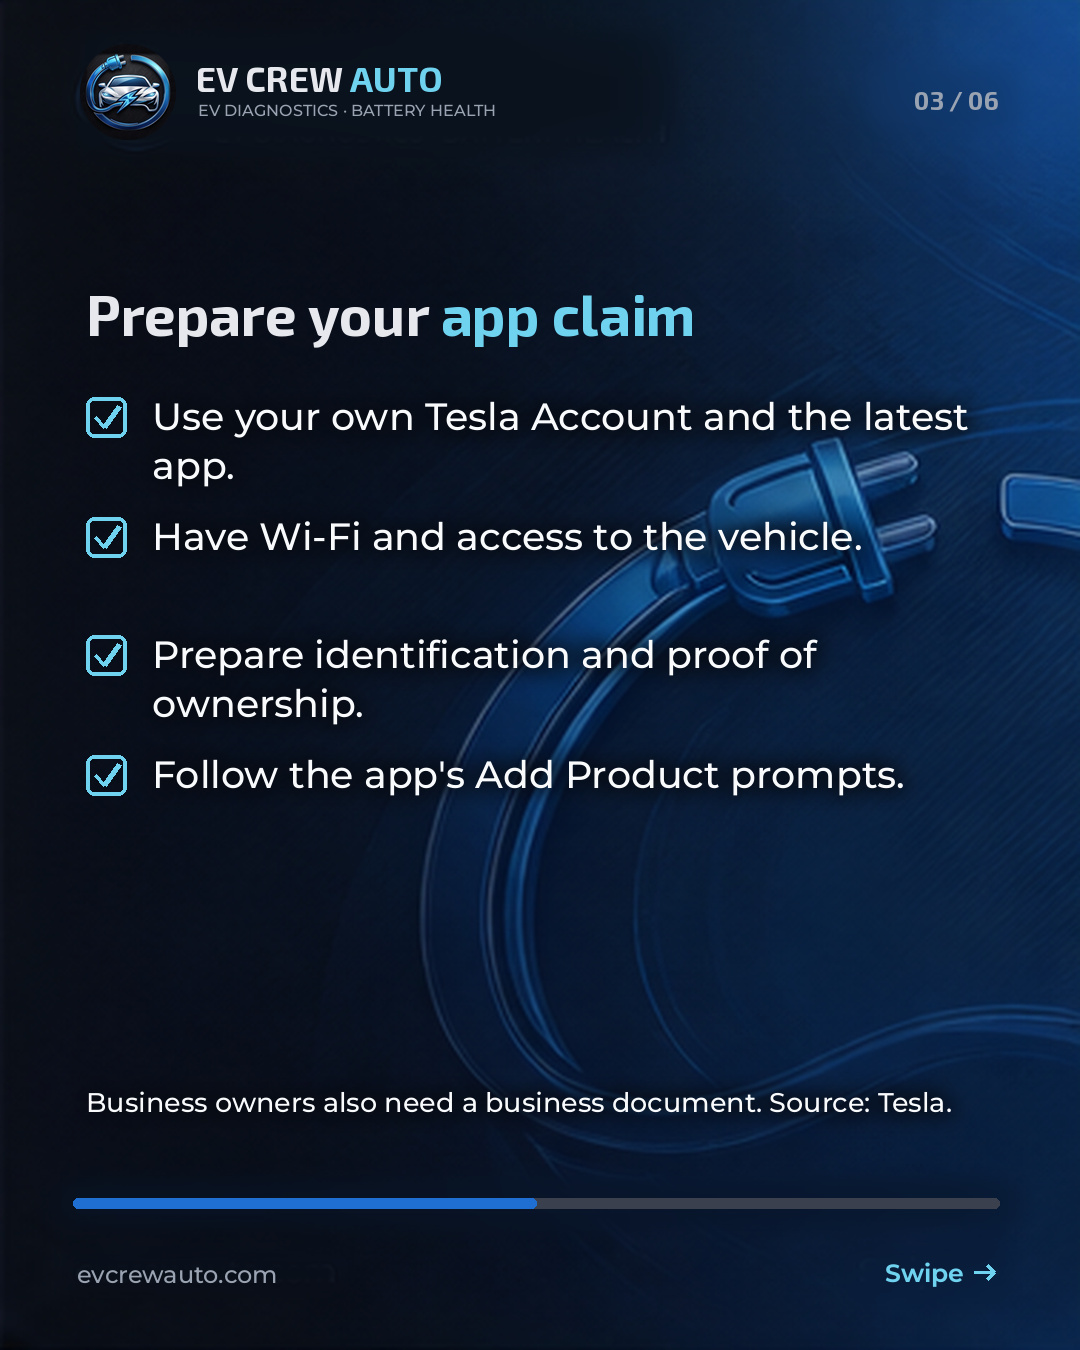 EV CREW AUTO
EV DIAGNOSTICS · BATTERY HEALTH
03 / 06
Prepare your app claim
Use your own Tesla Account and the latest
app.
Have Wi-Fi and access to the vehicle.
Prepare identification and proof of
ownership.
Follow the app's Add Product prompts.
Business owners also need a business document. Source: Tesla.
evcrewauto.com
Swipe →